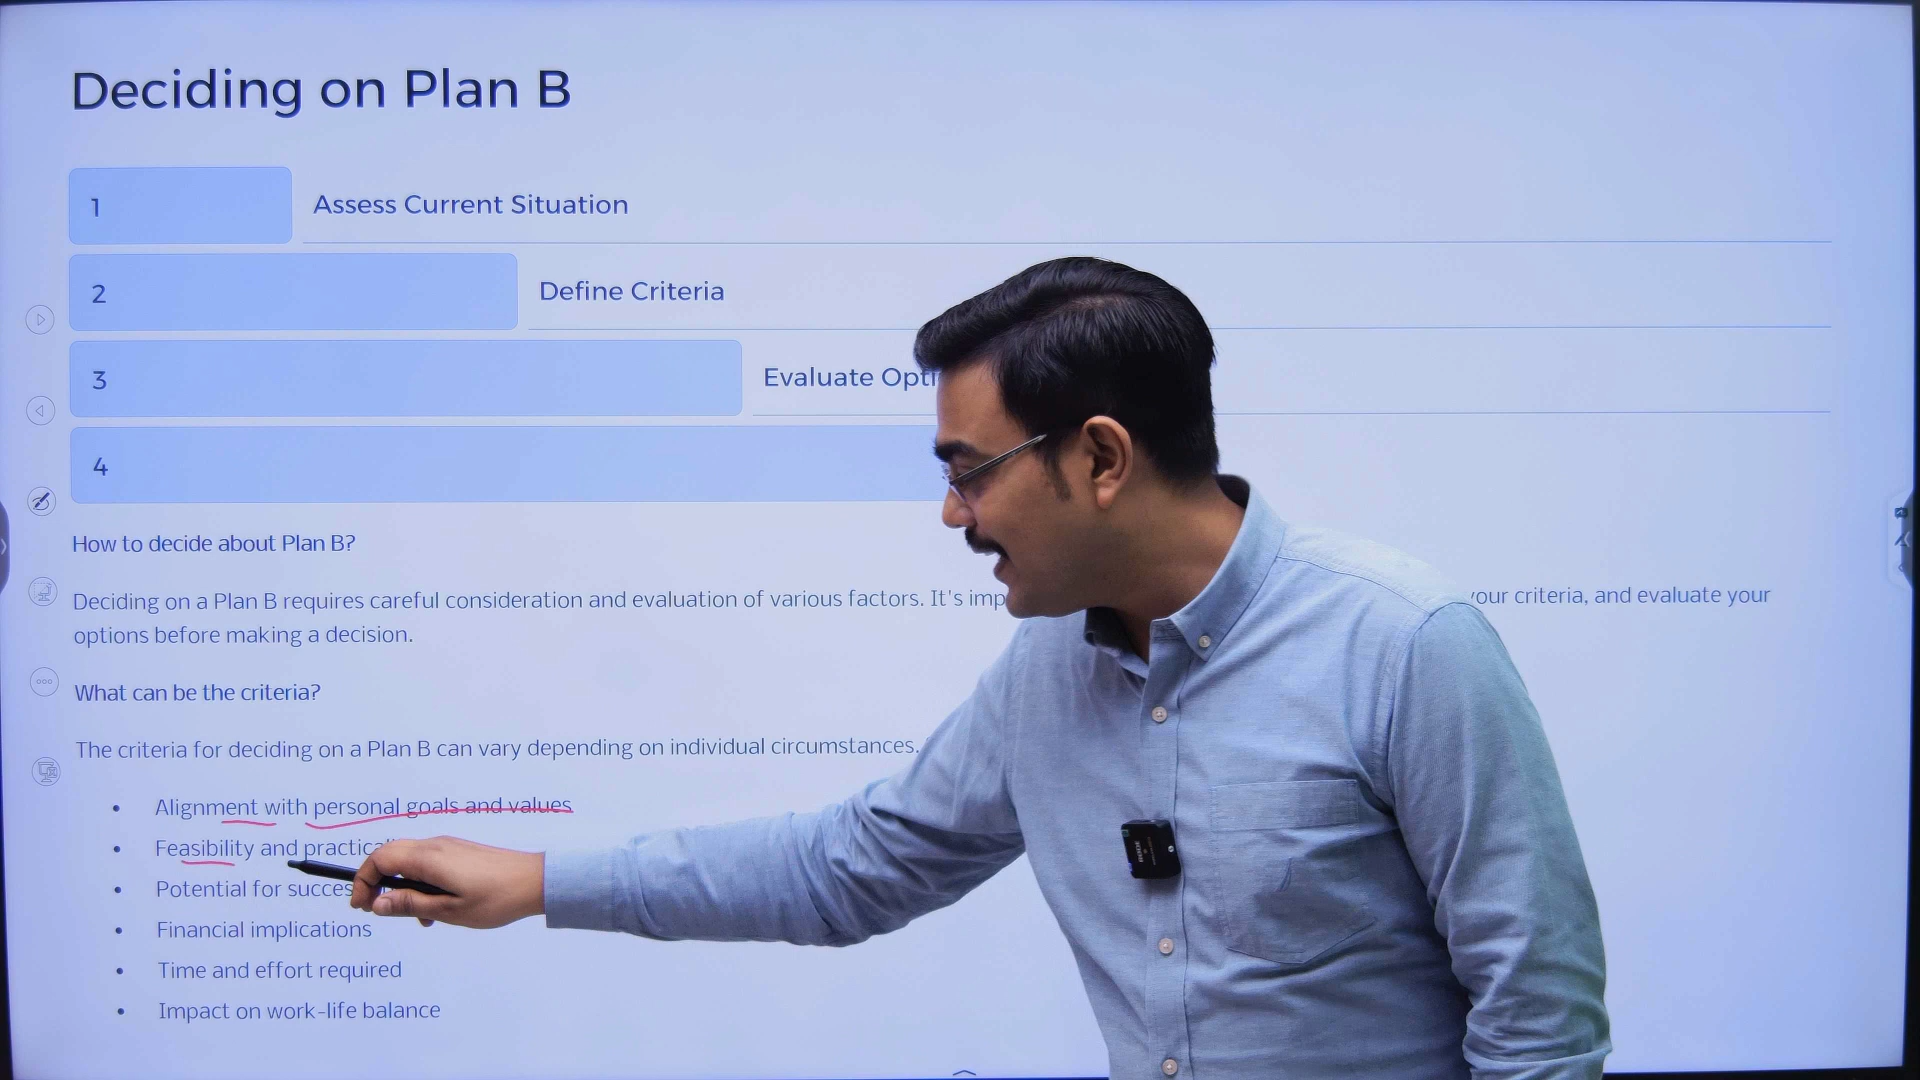 Deciding on Plan B
1 Assess Current Situation
2 Define Criteria
3 Evaluate
4
How to decide about Plan B?
Deciding on a Plan B requires careful consideration and evaluation of various factors. It's your criteria, and evaluate your
options before making a decision.
What can be the criteria?
The criteria for deciding on a Plan B can vary depending on individual circumstances.
• Alignment with personal goals and values
• Feasibility and
• Potential for
• Financial implications
• Time and effort required
• Impact on work-life balance